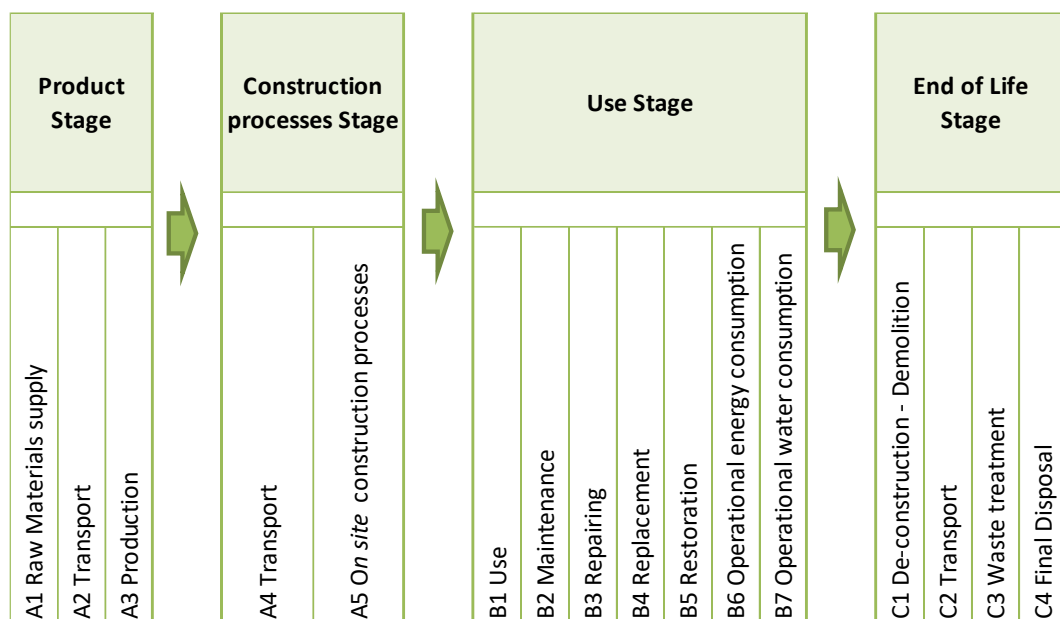 Product
Stage
Construction
processes Stage
Use Stage
End of Life
Stage
A1 Raw Materials supply
A2 Transport
A3 Production
A4 Transport
A5 On site construction processes
B1 Use
B2 Maintenance
B3 Repairing
B4 Replacement
B5 Restoration
B6 Operational energy consumption
B7 Operational water consumption
C1 De-construction - Demolition
C2 Transport
C3 Waste treatment
C4 Final Disposal